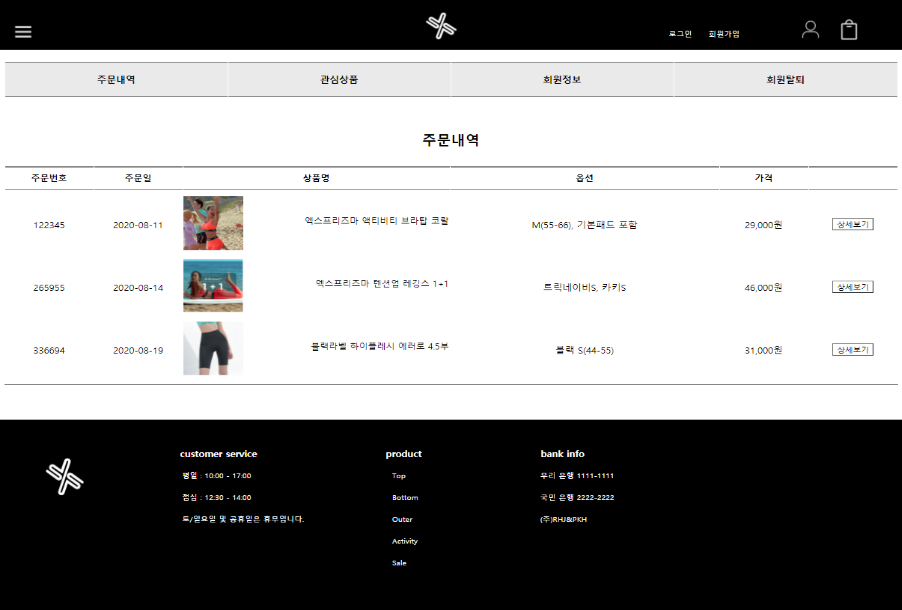 로그인 회원가입
주문내역 관심상품 회원정보 회원탈퇴
주문내역
주문번호 주문일 상품명 옵션 가격
122345 2020-08-11 엑스프리즈마 액티비티 브라탑 코랄 M(55-66), 기본패드 포함 29,000원 상세보기
1+1
265955 2020-08-14 엑스프리즈마 텐션업 레깅스 1+1 트릭네이비S, 카키S 46,000원 상세보기
336694 2020-08-19 블랙라벨 하이플렉시 에러로 4.5부 블랙 S(44-55) 31,000원 상세보기
customer service product bank info
평일 : 10:00 - 17:00 Top 우리 은행 1111-1111
점심 : 12:30 - 14:00 Bottom 국민 은행 2222-2222
토/일요일 및 공휴일은 휴무입니다. Outer (주)RHJ&PKH
Activity
Sale